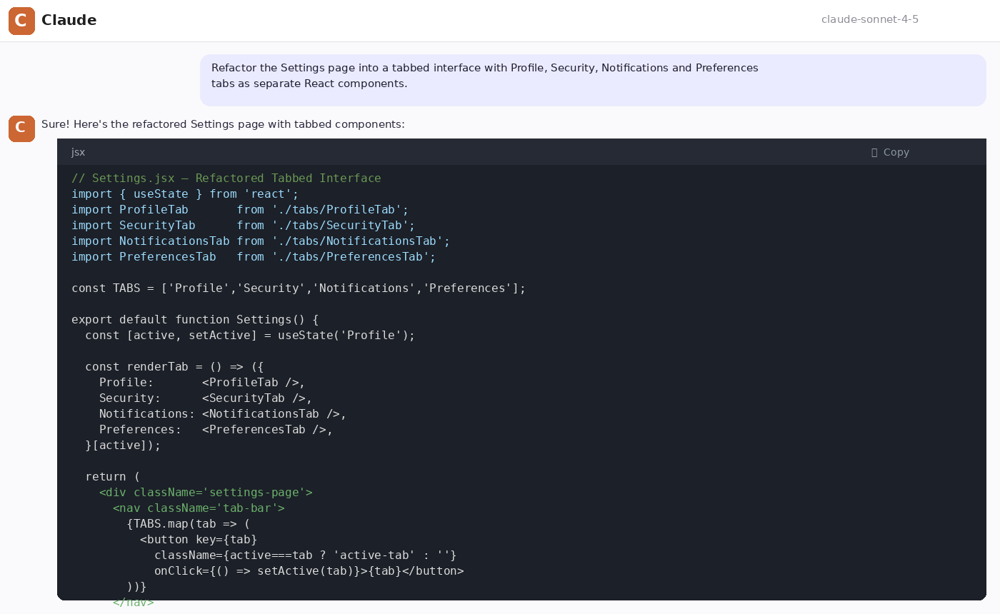 C Claude claude-sonnet-4-5
Refactor the Settings page into a tabbed interface with Profile, Security, Notifications and Preferences
tabs as separate React components.
C Sure! Here's the refactored Settings page with tabbed components:
jsx Copy
// Settings.jsx — Refactored Tabbed Interface
import { useState } from 'react';
import ProfileTab       from './tabs/ProfileTab';
import SecurityTab      from './tabs/SecurityTab';
import NotificationsTab from './tabs/NotificationsTab';
import PreferencesTab   from './tabs/PreferencesTab';
const TABS = ['Profile','Security','Notifications','Preferences'];
export default function Settings() {
  const [active, setActive] = useState('Profile');
  const renderTab = () => ({
    Profile:       <ProfileTab />,
    Security:      <SecurityTab />,
    Notifications: <NotificationsTab />,
    Preferences:   <PreferencesTab />,
  }[active]);
  return (
    <div className='settings-page'>
      <nav className='tab-bar'>
        {TABS.map(tab => (
          <button key={tab}
            className={active===tab ? 'active-tab' : ''}
            onClick={() => setActive(tab)}>{tab}</button>
        ))}
      </nav>